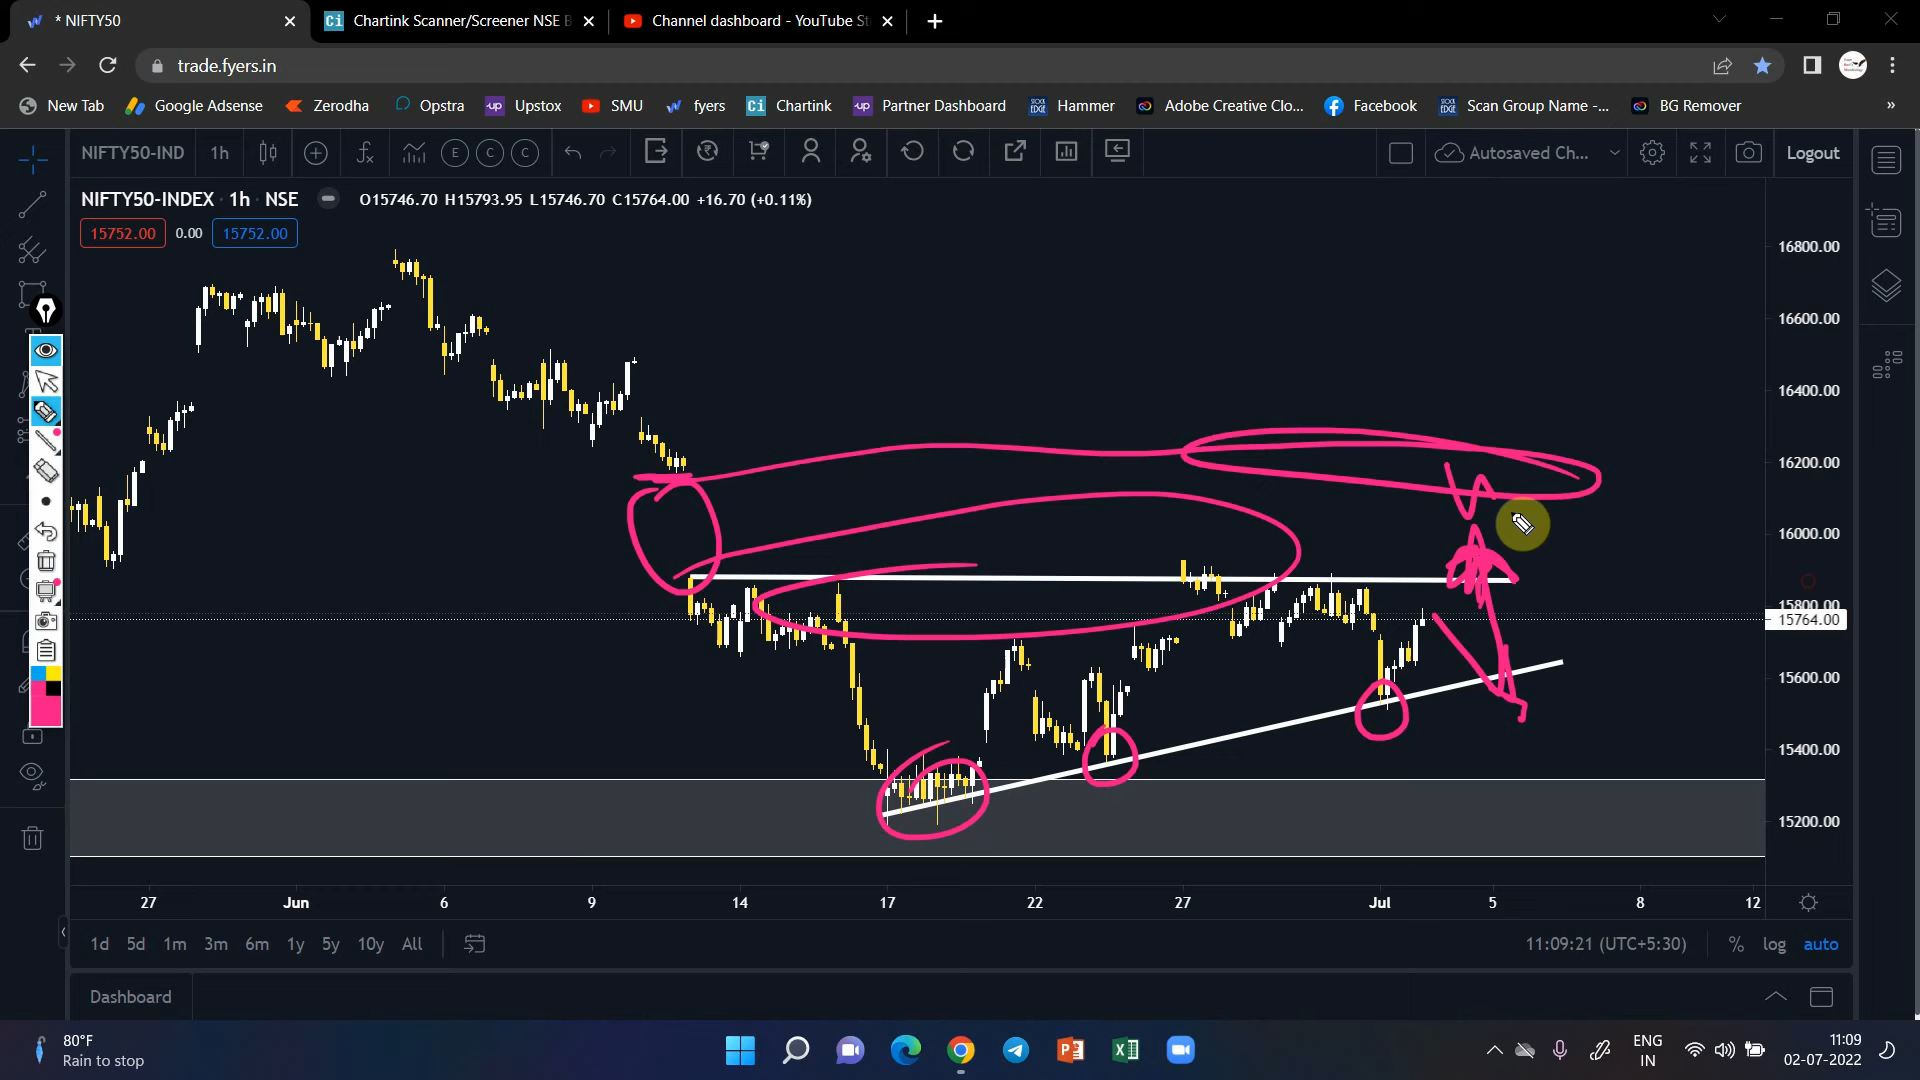 * NIFTY50
Chartink Scanner/Screener NSE B
Channel dashboard - YouTube St
trade.fyers.in
New Tab Google Adsense Zerodha Opstra Upstox SMU fyers Chartink Partner Dashboard Hammer Adobe Creative Clo... Facebook Scan Group Name -... BG Remover »
NIFTY50-IND 1h E C C Autosaved Ch... Logout
NIFTY50-INDEX · 1h · NSE O15746.70 H15793.95 L15746.70 C15764.00 +16.70 (+0.11%)
15752.00 0.00 15752.00
16800.00
16600.00
16400.00
16200.00
16000.00
15800.00
15764.00
15600.00
15400.00
15200.00
27 Jun 6 9 14 17 22 27 Jul 5 8 12
1d 5d 1m 3m 6m 1y 5y 10y All 11:09:21 (UTC+5:30) % log auto
Dashboard
80°F
Rain to stop
ENG
IN
11:09
02-07-2022